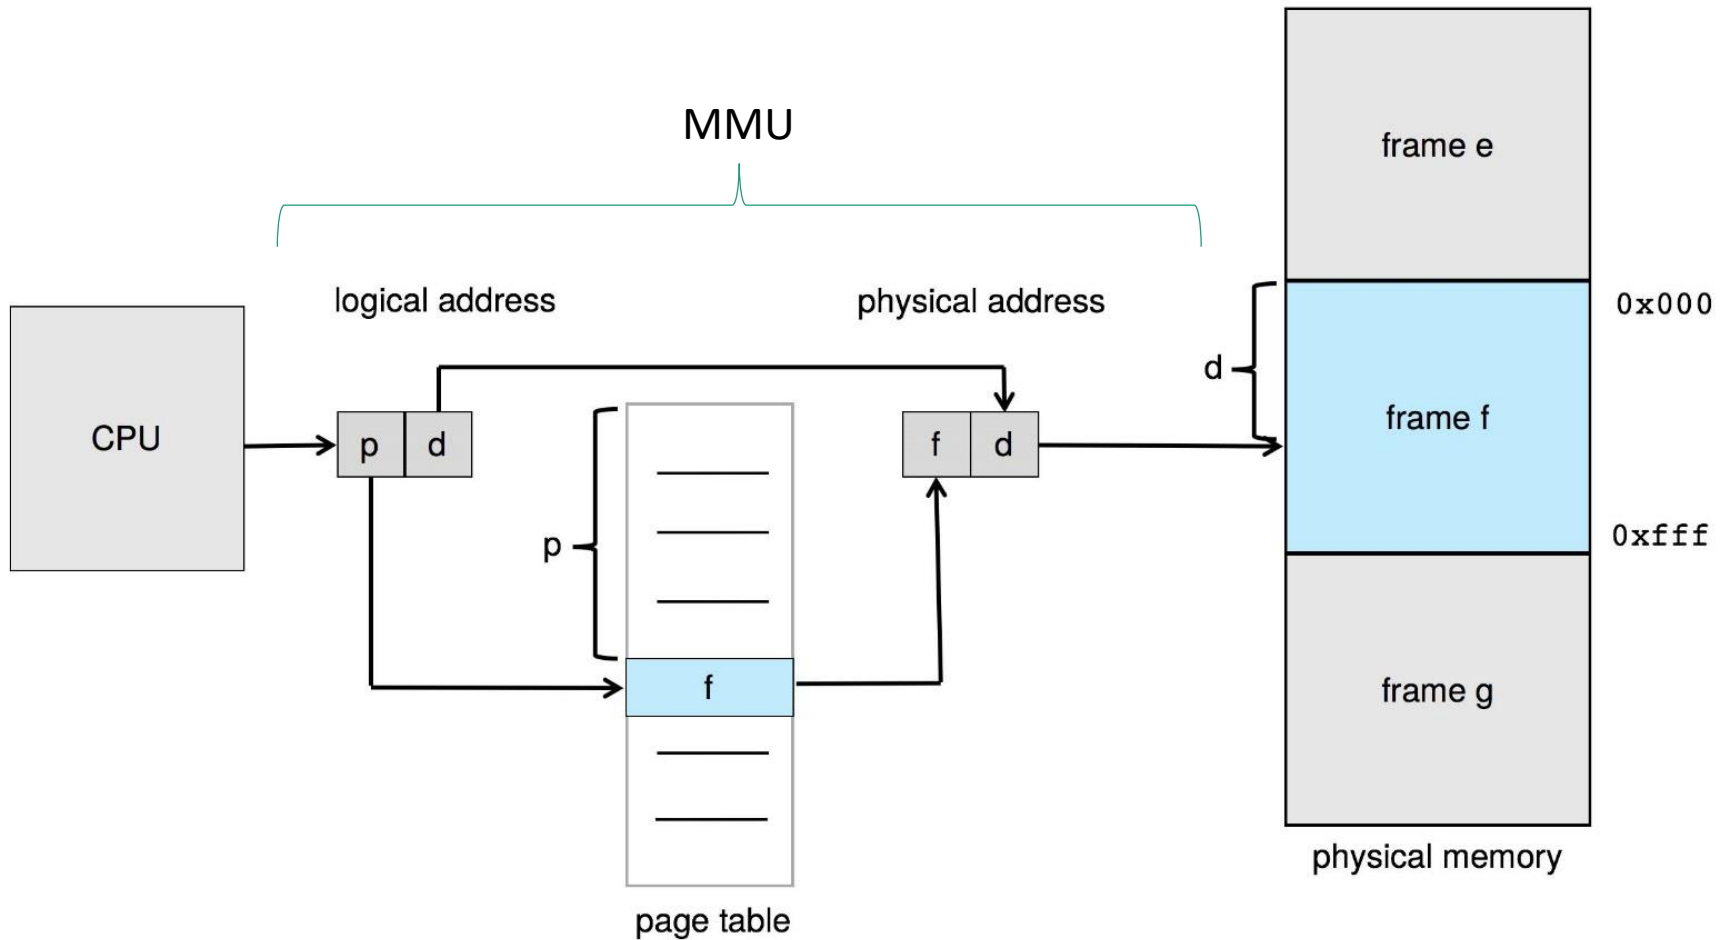 MMU
logical address
physical address
CPU
p d
f d
p
f
page table
d
frame e
0x000
frame f
0xfff
frame g
physical memory